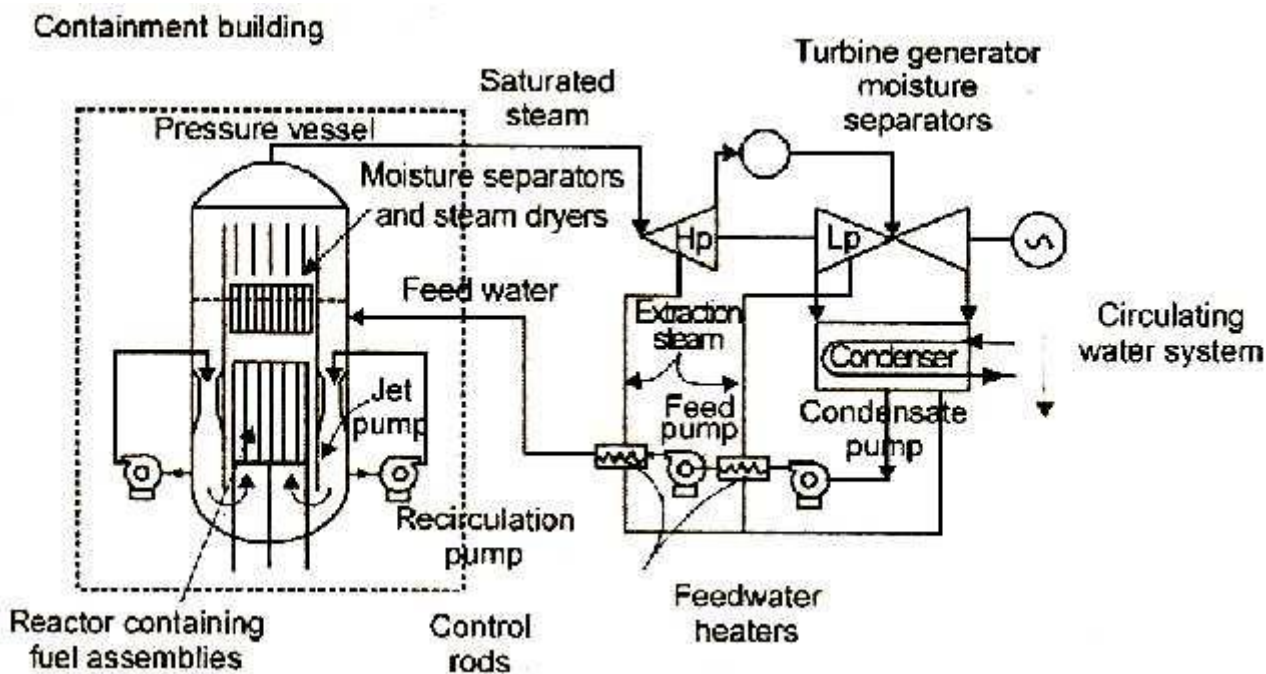 Containment building
Turbine generator
moisture
separators
Saturated
steam
Pressure vessel
Moisture separators
and steam dryers
Hp
Lp
Feed water
Extraction
steam
Condenser
Circulating
water system
Jet
pump
Feed
pump
Condensate
pump
Recirculation
pump
Reactor containing
fuel assemblies
Control
rods
Feedwater
heaters